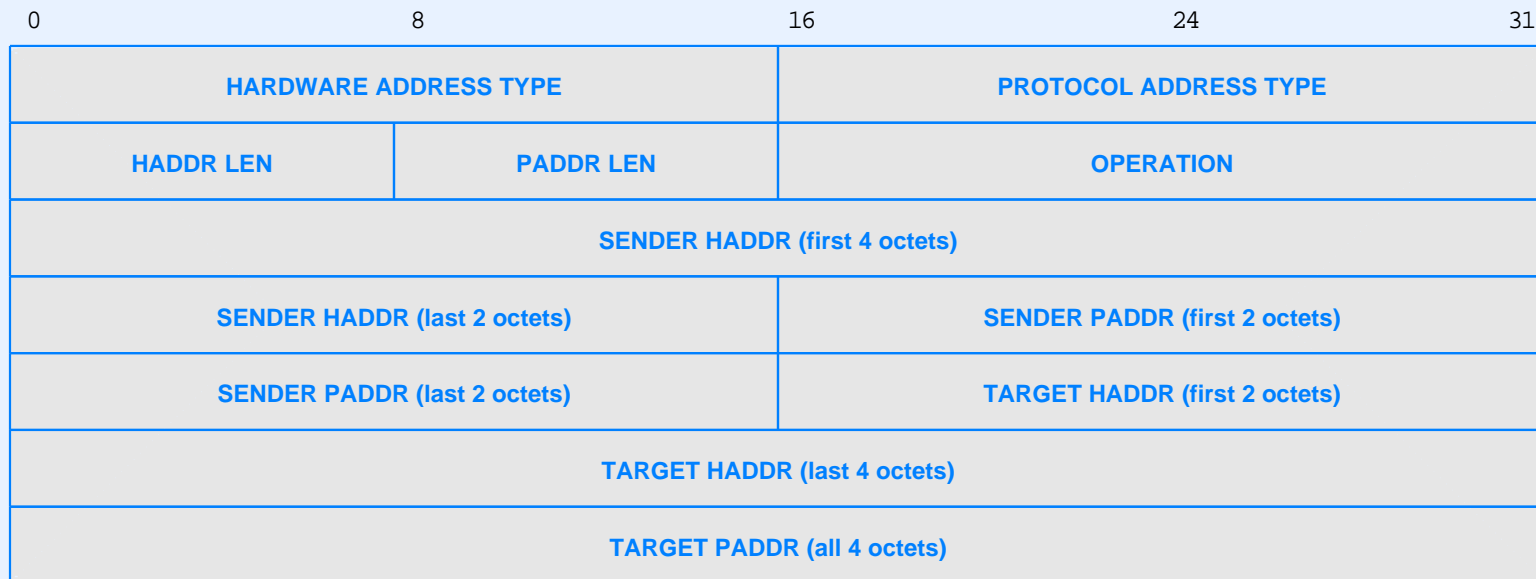 0 8 16 24 31
HARDWARE ADDRESS TYPE PROTOCOL ADDRESS TYPE
HADDR LEN PADDR LEN OPERATION
SENDER HADDR (first 4 octets)
SENDER HADDR (last 2 octets) SENDER PADDR (first 2 octets)
SENDER PADDR (last 2 octets) TARGET HADDR (first 2 octets)
TARGET HADDR (last 4 octets)
TARGET PADDR (all 4 octets)